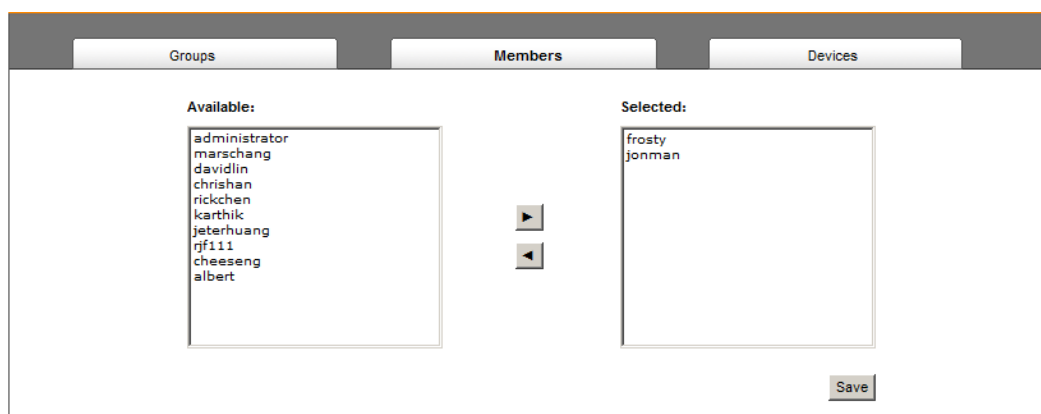 Groups
Members
Devices
Available:
administrator
marschang
davidlin
chrishan
rickchen
karthik
jeterhuang
rjf111
cheeseng
albert
Selected:
frosty
jonman
Save